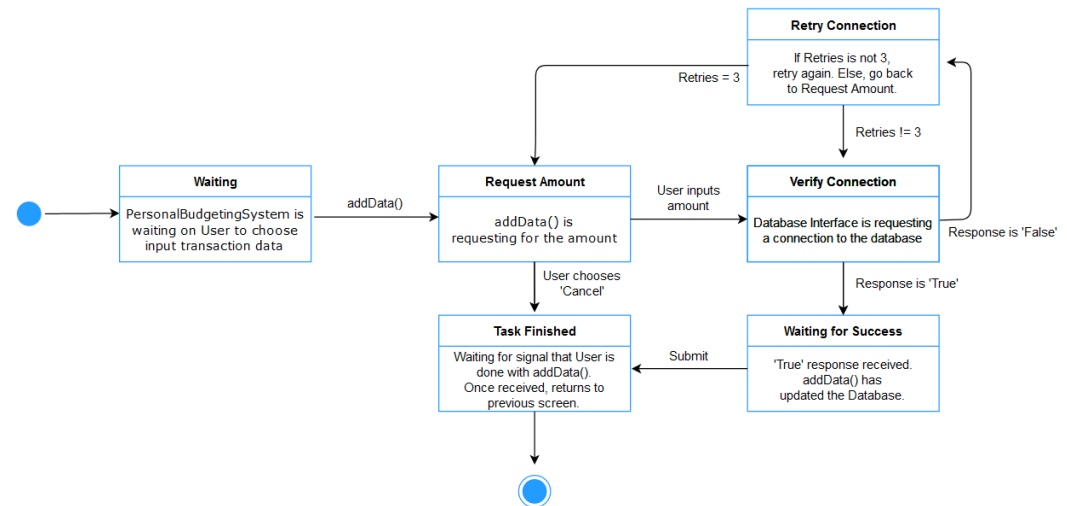 Retry Connection
If Retries is not 3,
retry again. Else, go back
to Request Amount.
Retries = 3
Retries != 3
Waiting
PersonalBudgetingSystem is
waiting on User to choose
input transaction data
addData()
Request Amount
addData() is
requesting for the amount
User inputs
amount
Verify Connection
Database Interface is requesting
a connection to the database
Response is 'False'
User chooses
'Cancel'
Response is 'True'
Task Finished
Waiting for signal that User is
done with addData().
Once received, returns to
previous screen.
Submit
Waiting for Success
'True' response received.
addData() has
updated the Database.